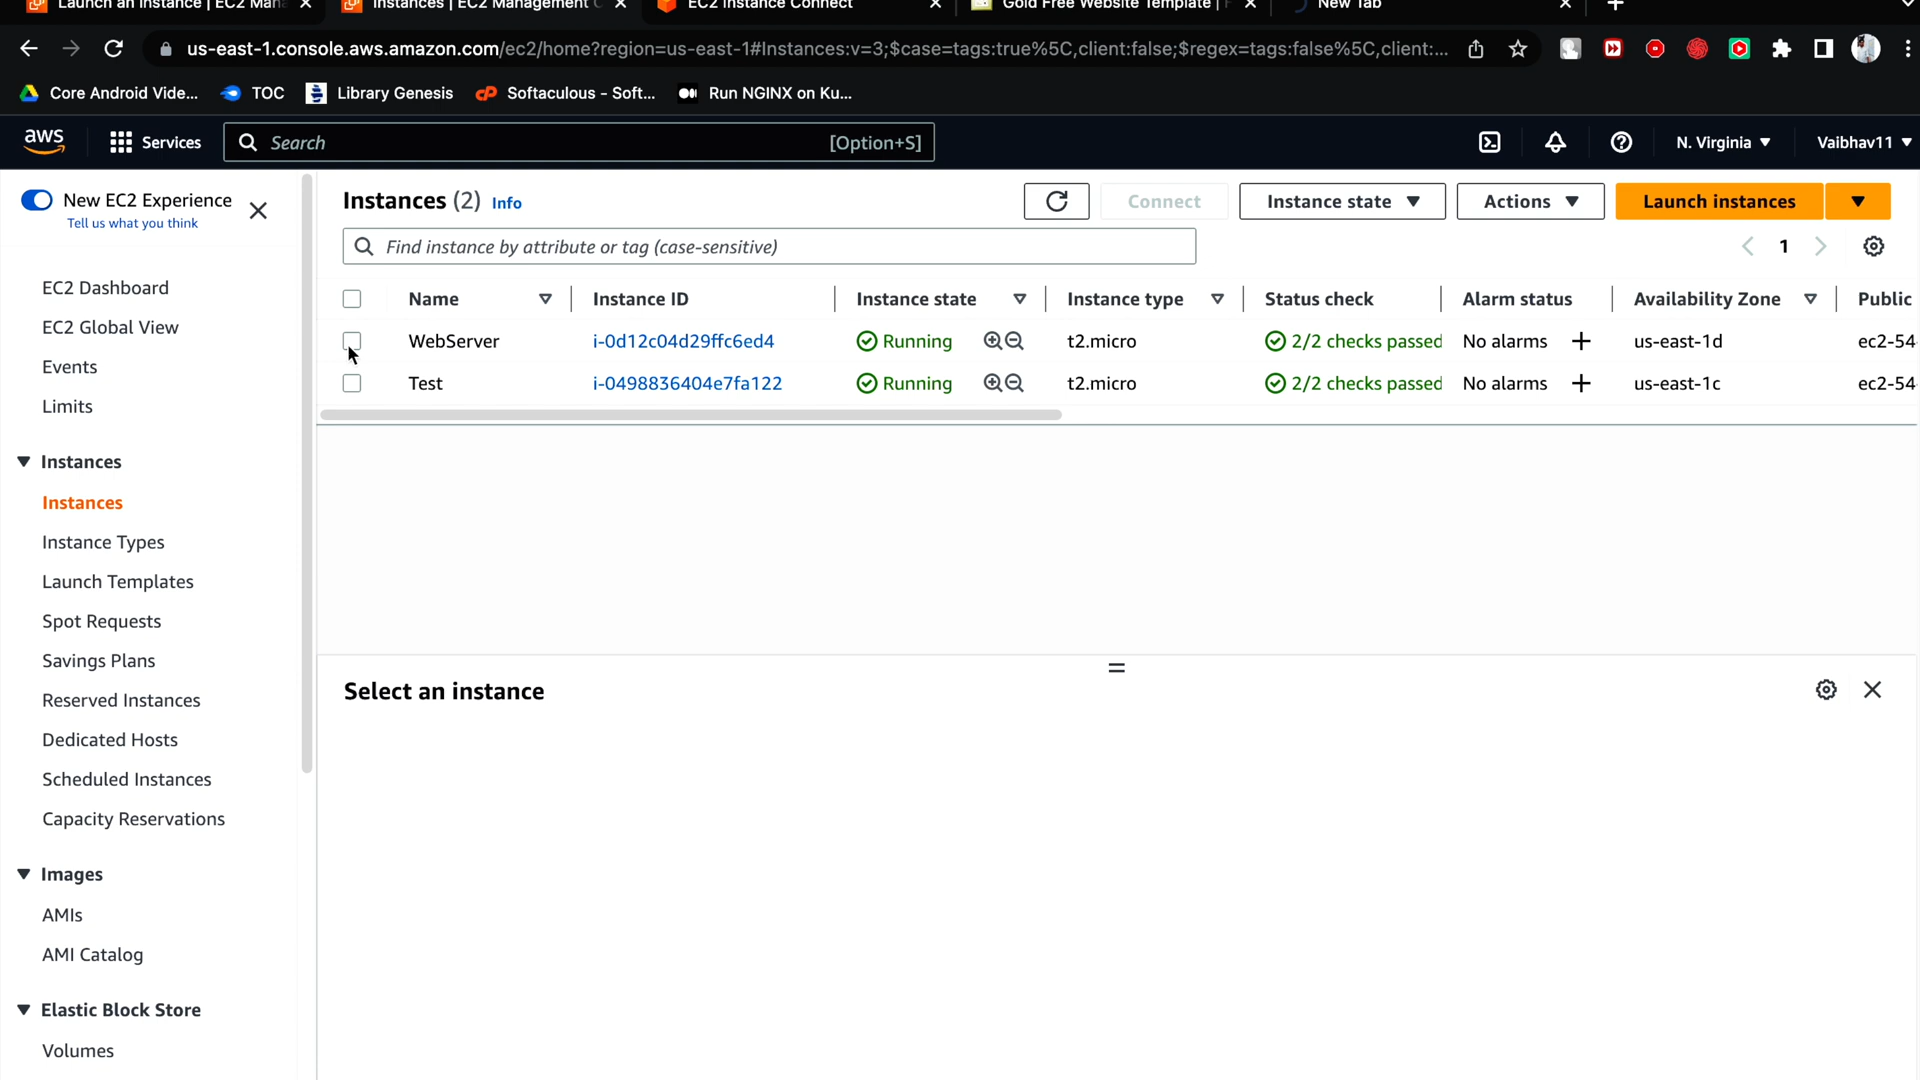 Launch an Instance | EC2 Man
Instances | EC2 Management C
EC2 Instance Connect
Gold Free Website Template |
New Tab
us-east-1.console.aws.amazon.com/ec2/home?region=us-east-1#Instances:v=3;$case=tags:true%5C,client:false;$regex=tags:false%5C,client:...
Core Android Vide...
TOC
Library Genesis
Softaculous - Soft...
Run NGINX on Ku...
aws
Services
Search
[Option+S]
N. Virginia
Vaibhav11
New EC2 Experience
Tell us what you think
EC2 Dashboard
EC2 Global View
Events
Limits
Instances
Instances
Instance Types
Launch Templates
Spot Requests
Savings Plans
Reserved Instances
Dedicated Hosts
Scheduled Instances
Capacity Reservations
Images
AMIs
AMI Catalog
Elastic Block Store
Volumes
Instances (2) Info
Connect
Instance state
Actions
Launch instances
Find instance by attribute or tag (case-sensitive)
1
Name Instance ID Instance state Instance type Status check Alarm status Availability Zone Public
WebServer i-0d12c04d29ffc6ed4 Running t2.micro 2/2 checks passed No alarms + us-east-1d ec2-54
Test i-0498836404e7fa122 Running t2.micro 2/2 checks passed No alarms + us-east-1c ec2-54
Select an instance